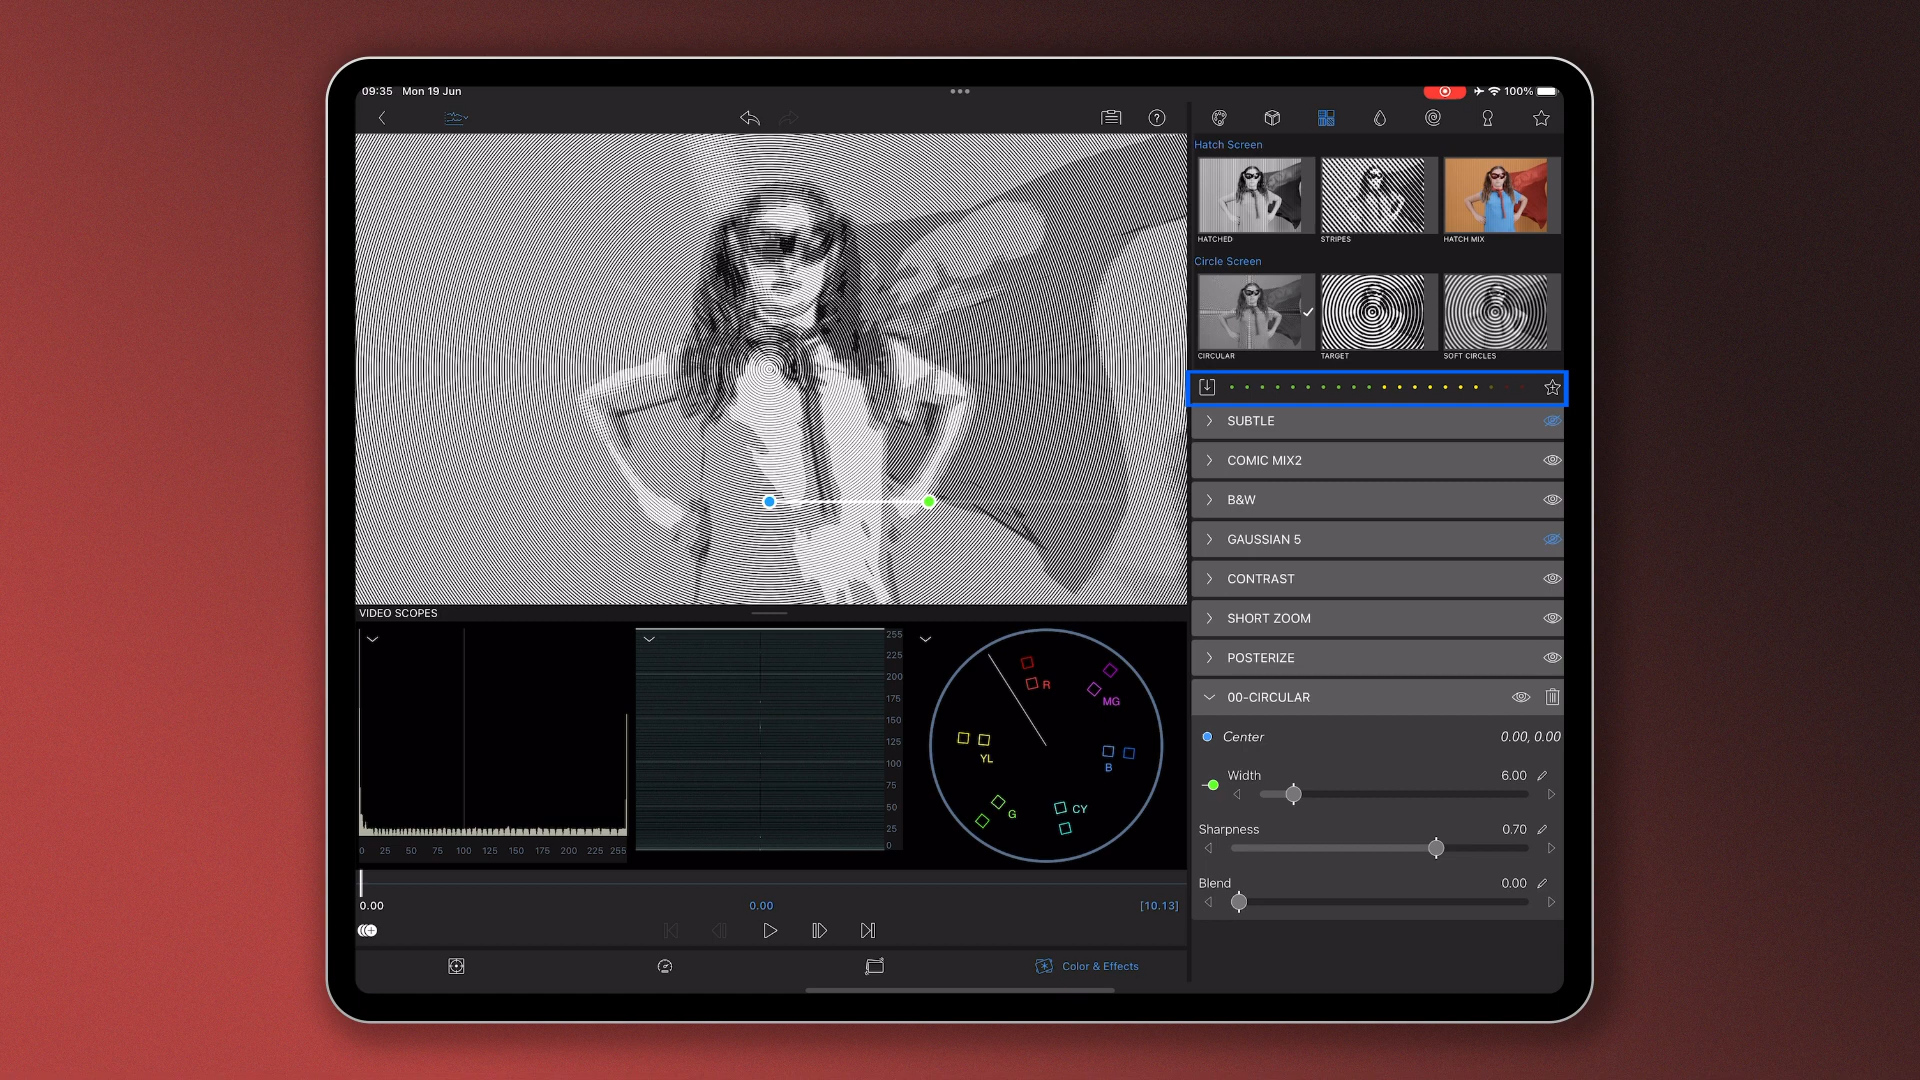 09:35 Mon 19 Jun
100%
Hatch Screen
HATCHED STRIPES HATCH MIX
Circle Screen
CIRCULAR TARGET SOFT CIRCLES
SUBTLE
COMIC MIX2
B&W
GAUSSIAN 5
CONTRAST
SHORT ZOOM
POSTERIZE
00-CIRCULAR
Center 0.00, 0.00
Width 6.00
Sharpness 0.70
Blend 0.00
VIDEO SCOPES
0 25 50 75 100 125 150 175 200 225 255
255
225
200
175
150
125
100
75
50
25
0
R
MG
YL
B
G
CY
0.00 0.00 [10.13]
Color & Effects